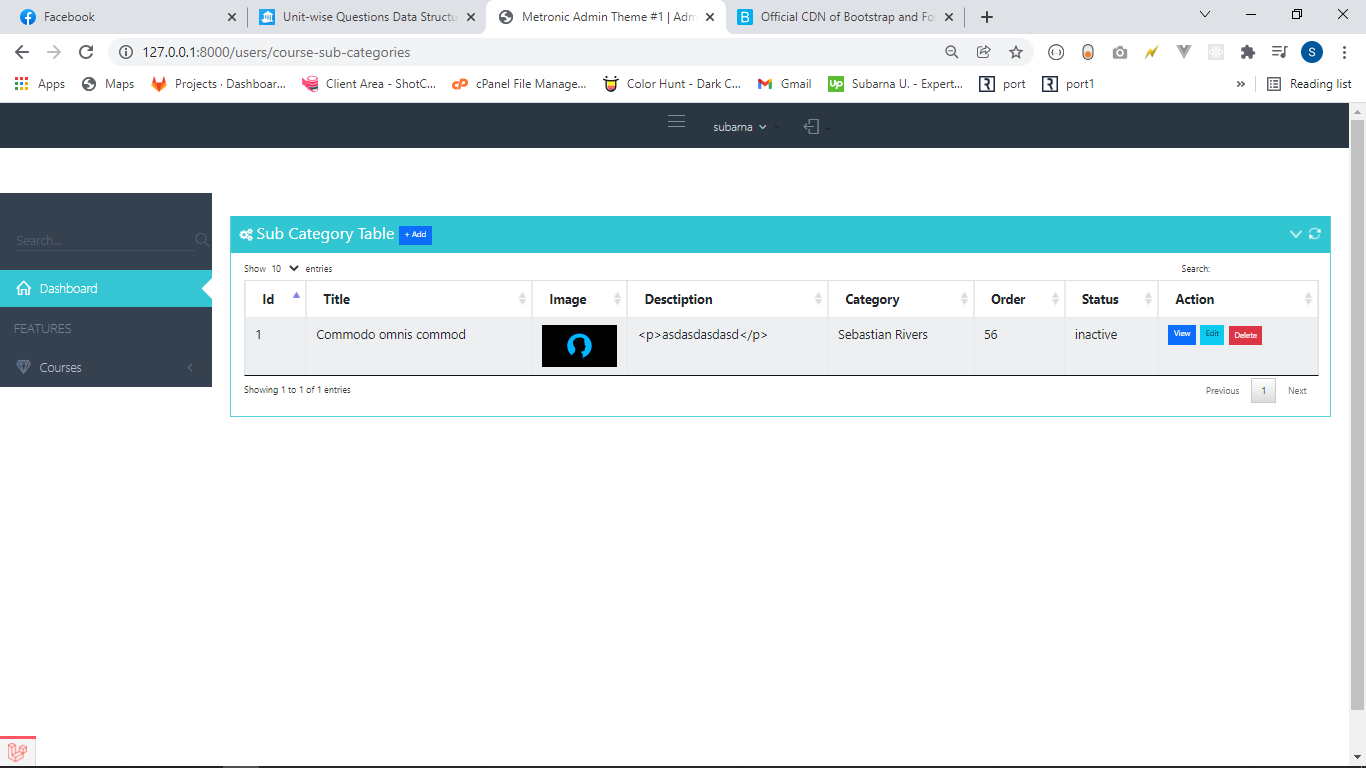 Facebook
Unit-wise Questions Data Structu
Metronic Admin Theme #1 | Adm
Official CDN of Bootstrap and Fo
127.0.0.1:8000/users/course-sub-categories
S
Apps
Maps
Projects · Dashboar...
Client Area - ShotC...
cPanel File Manage...
Color Hunt - Dark C...
Gmail
Subarna U. - Expert...
port
port1
»
Reading list
subarna
Search...
Dashboard
FEATURES
Courses
Sub Category Table + Add
Show 10 entries
Search:
Id Title Image Desctiption Category Order Status Action
1 Commodo omnis commod <p>asdasdasdasd</p> Sebastian Rivers 56 inactive View Edit Delete
Showing 1 to 1 of 1 entries
Previous 1 Next